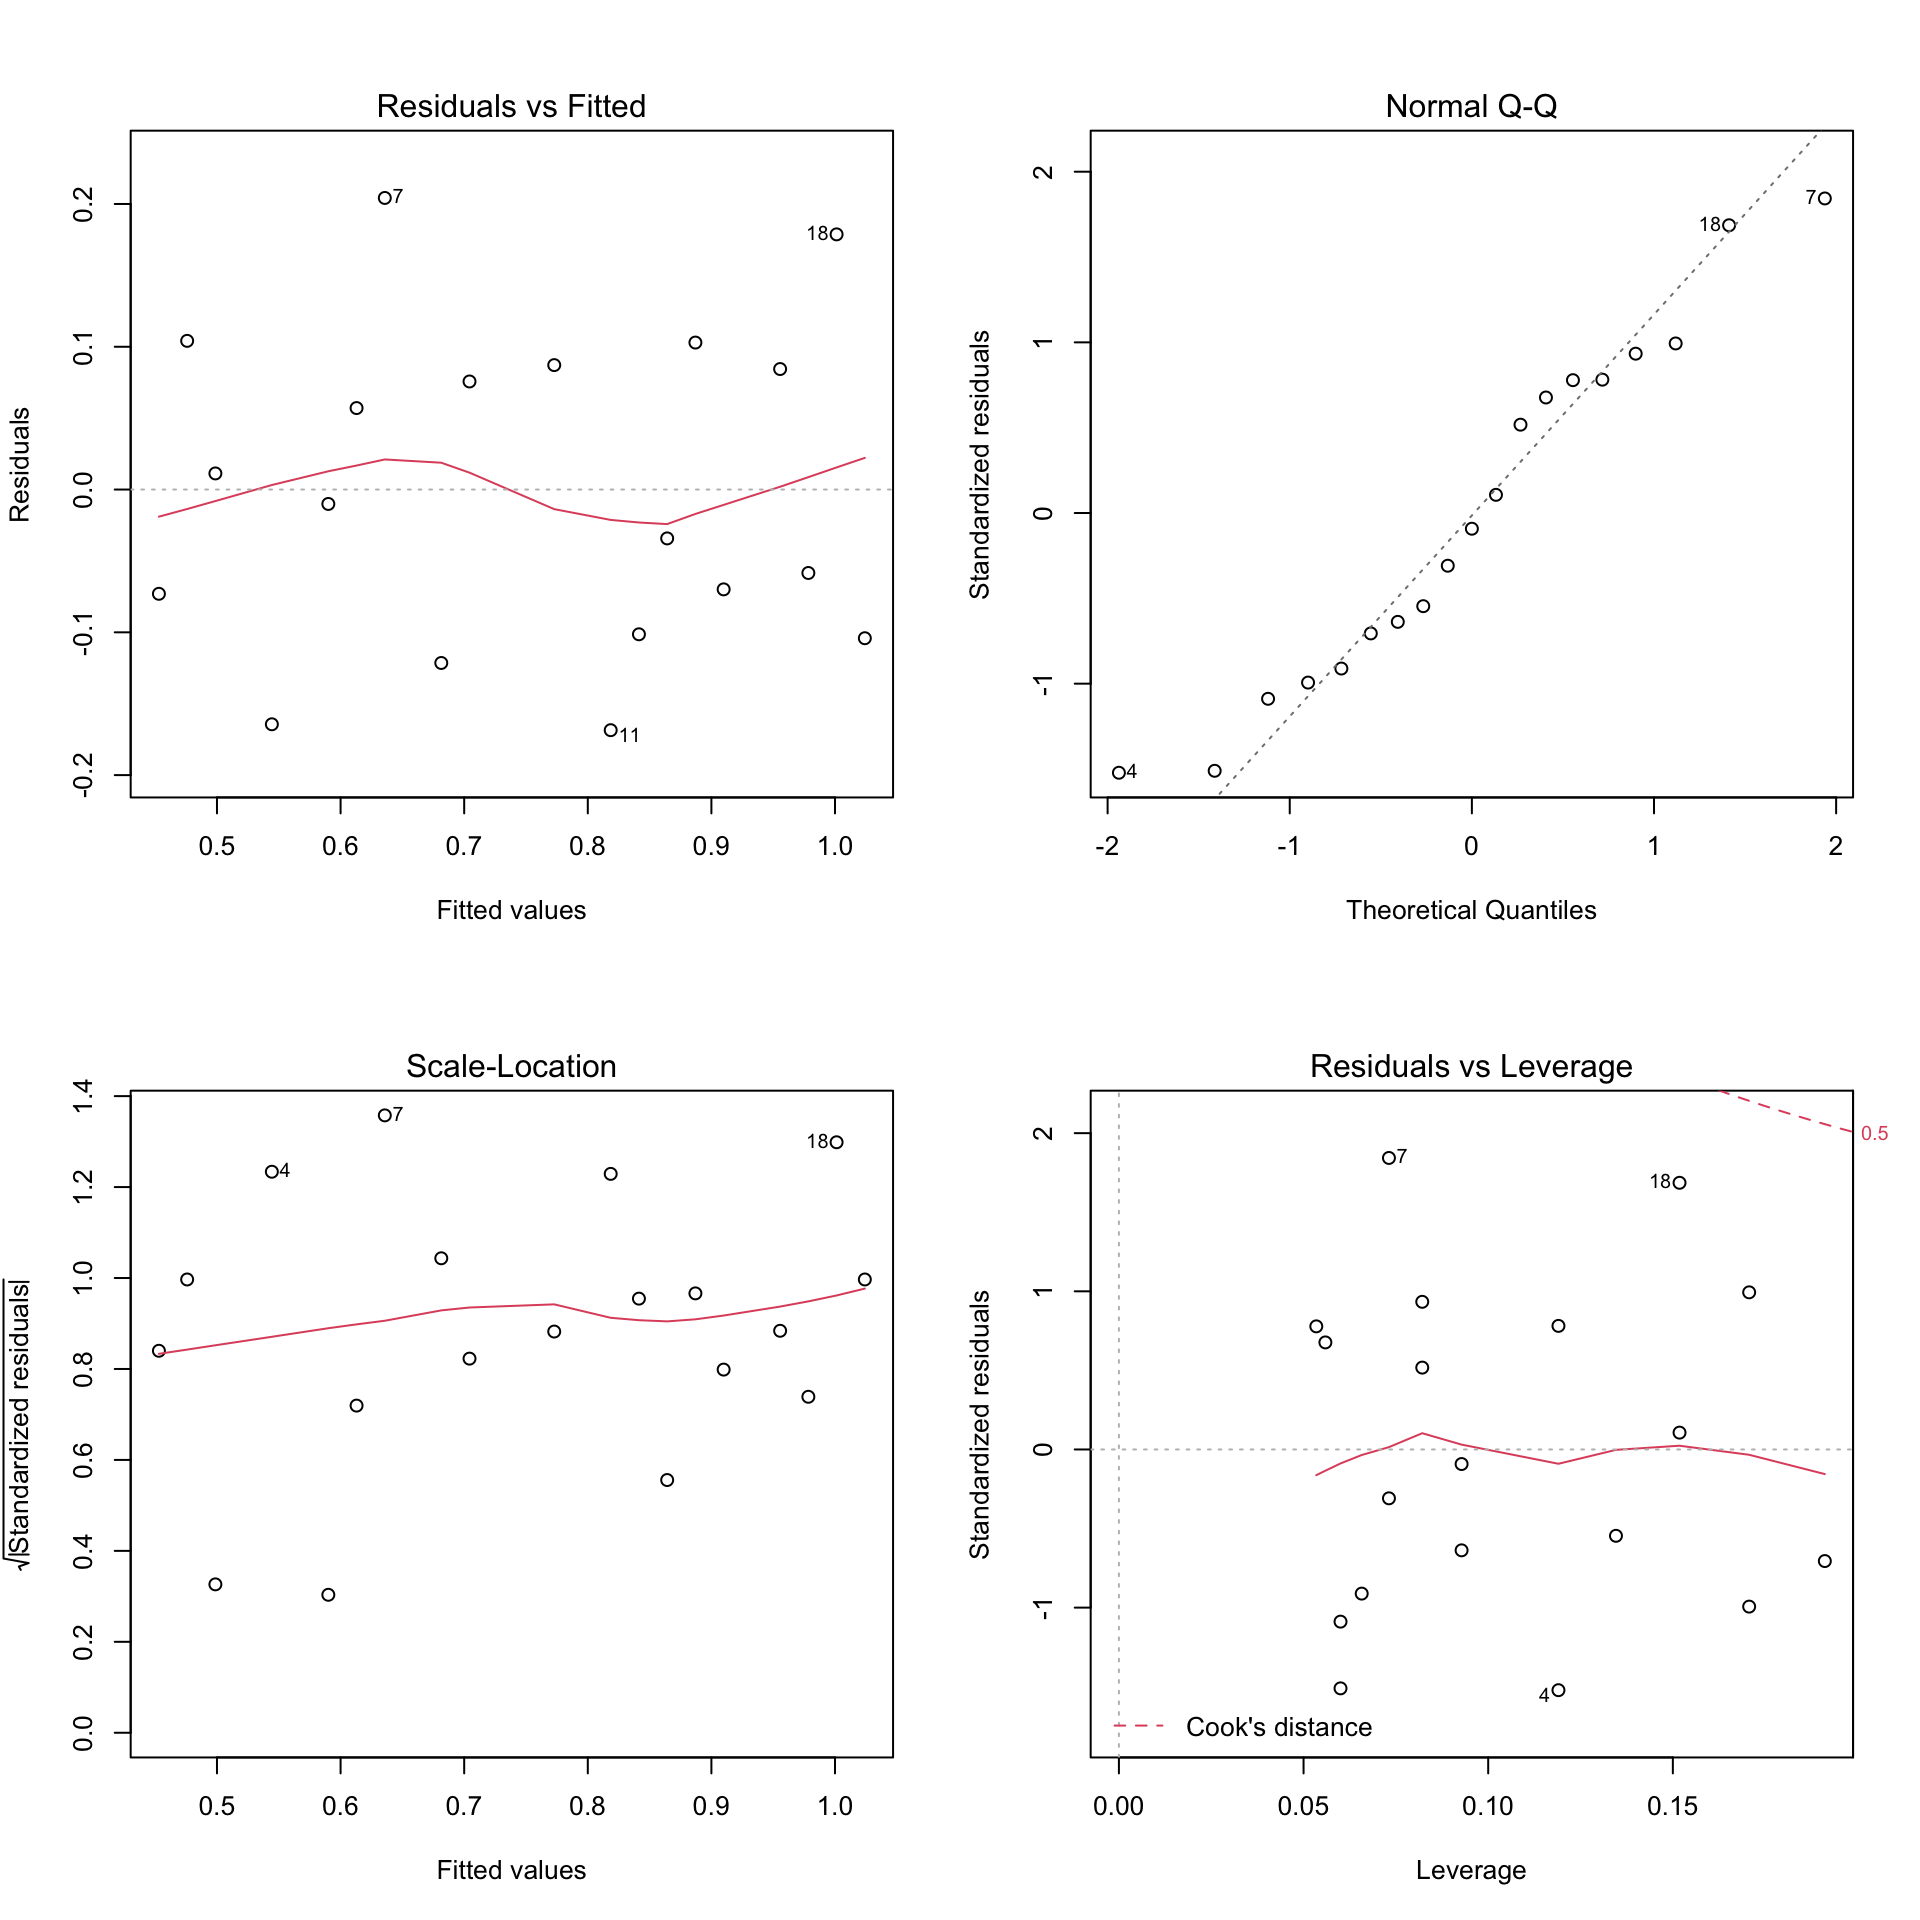 Residuals vs Fitted
Residuals
0.2
0.1
0.0
-0.1
-0.2
7
18
11
0.5 0.6 0.7 0.8 0.9 1.0
Fitted values
Normal Q-Q
Standardized residuals
2
1
0
-1
7
18
4
-2 -1 0 1 2
Theoretical Quantiles
Scale-Location
√|Standardized residuals|
1.4
1.2
1.0
0.8
0.6
0.4
0.2
0.0
7
18
4
0.5 0.6 0.7 0.8 0.9 1.0
Fitted values
Residuals vs Leverage
Standardized residuals
2
1
0
-1
0.5
7
18
4
Cook's distance
0.00 0.05 0.10 0.15
Leverage